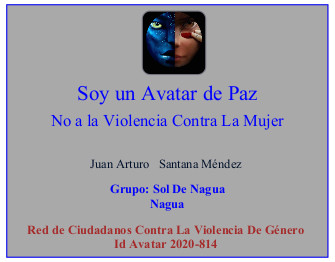 Soy un Avatar de Paz
No a la Violencia Contra La Mujer
Juan Arturo Santana Méndez
Grupo: Sol De Nagua
Nagua
Red de Ciudadanos Contra La Violencia De Género
Id Avatar 2020-814